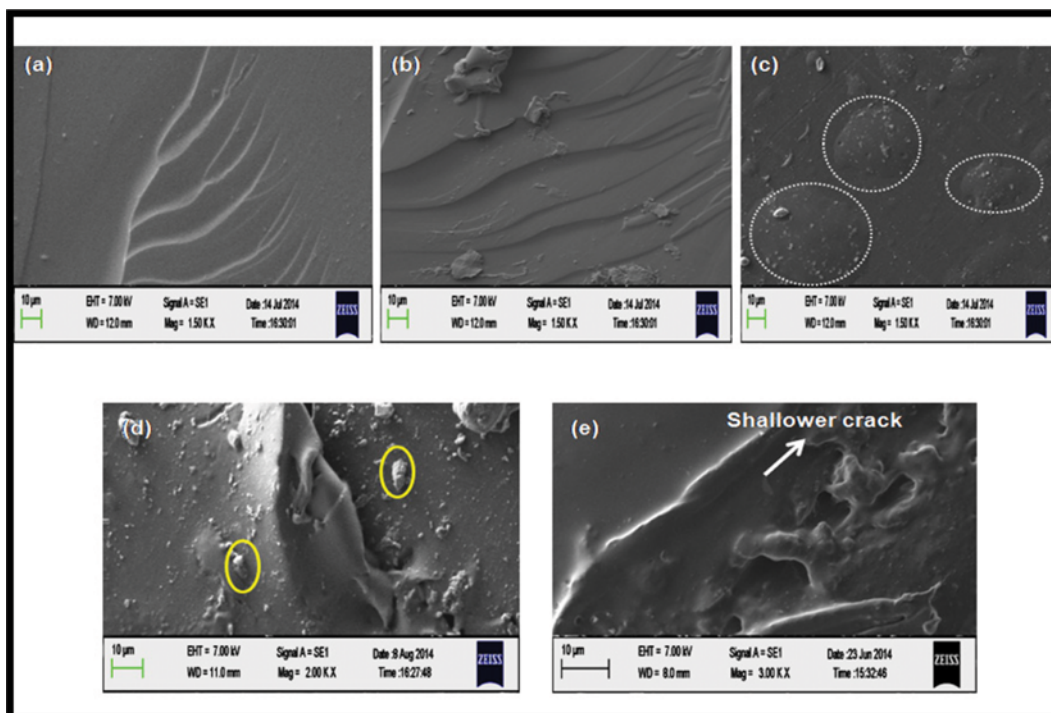 (a)
10 µm
EHT = 7.00 kV
Signal A = SE1
Date :14 Jul 2014
WD = 12.0 mm
Mag = 1.50 K X
Time :16:30:01
ZEISS
(b)
10 µm
EHT = 7.00 kV
Signal A = SE1
Date :14 Jul 2014
WD = 12.0 mm
Mag = 1.50 K X
Time :16:30:01
ZEISS
(c)
10 µm
EHT = 7.00 kV
Signal A = SE1
Date :14 Jul 2014
WD = 12.0 mm
Mag = 1.50 K X
Time :16:30:01
ZEISS
(d)
10 µm
EHT = 7.00 kV
Signal A = SE1
Date :8 Aug 2014
WD = 11.0 mm
Mag = 2.00 K X
Time :16:27:48
ZEISS
(e)
Shallower crack
10 µm
EHT = 7.00 kV
Signal A = SE1
Date :23 Jun 2014
WD = 8.0 mm
Mag = 3.00 K X
Time :15:32:46
ZEISS